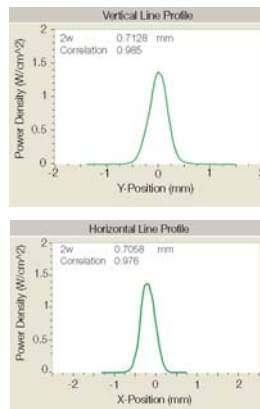 Vertical Line Profile
2w 0.7128 mm
Correlation 0.985
Power Density (W/cm^2)
2
1.5
1
0.5
0
-2 -1 0 1 2
Y-Position (mm)
Horizontal Line Profile
2w 0.7058 mm
Correlation 0.976
Power Density (W/cm^2)
2
1.5
1
0.5
0
-2 -1 0 1 2
X-Position (mm)